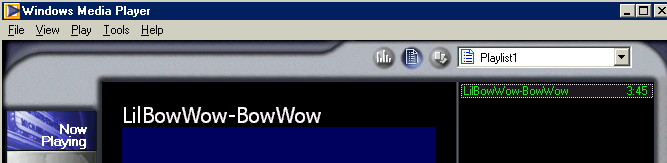 Windows Media Player
File View Play Tools Help
Playlist1
LilBowWow-BowWow 3:45
LilBowWow-BowWow
Now
Playing